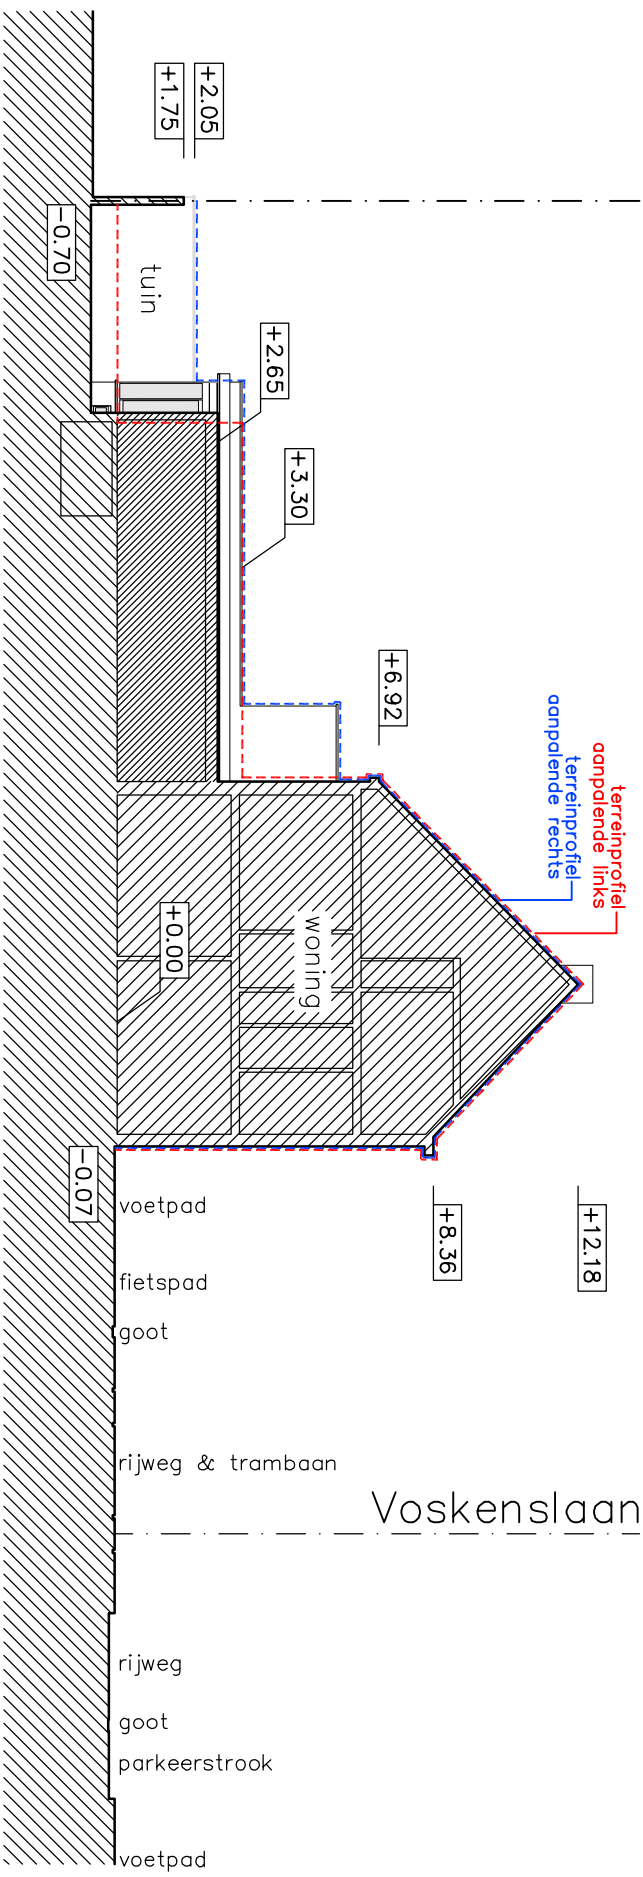 +2.05
+1.75
-0.70
tuin
+2.65
+3.30
+6.92
terreinprofiel
aanpalende links
terreinprofiel
aanpalende rechts
woning
+0.00
-0.07
+8.36
+12.18
voetpad
fietspad
goot
rijweg & trambaan
Voskenslaan
rijweg
goot
parkeerstrook
voetpad